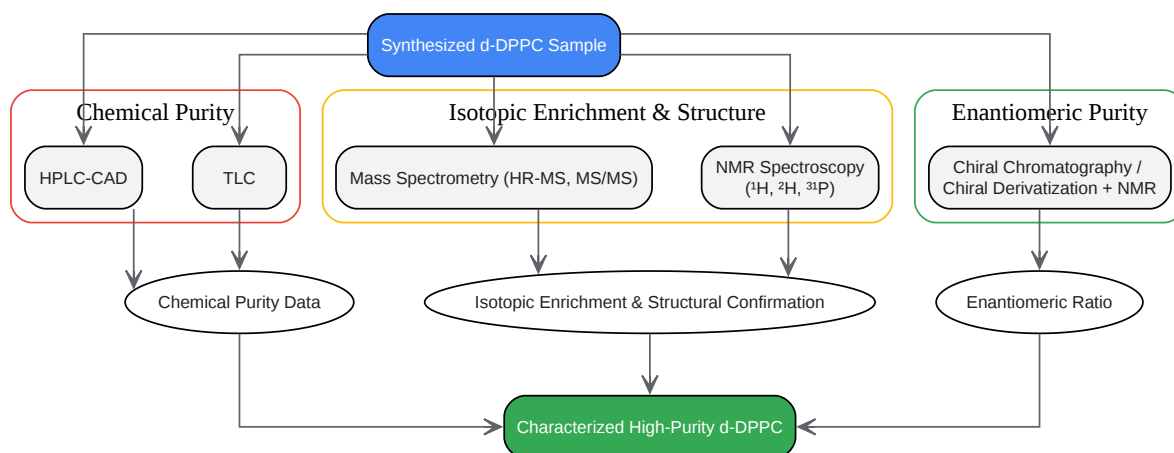 Synthesized d-DPPC Sample
Chemical Purity
Isotopic Enrichment & Structure
Enantiomeric Purity
HPLC-CAD
TLC
Mass Spectrometry (HR-MS, MS/MS)
NMR Spectroscopy
(¹H, ²H, ³¹P)
Chiral Chromatography /
Chiral Derivatization + NMR
Chemical Purity Data
Isotopic Enrichment & Structural Confirmation
Enantiomeric Ratio
Characterized High-Purity d-DPPC